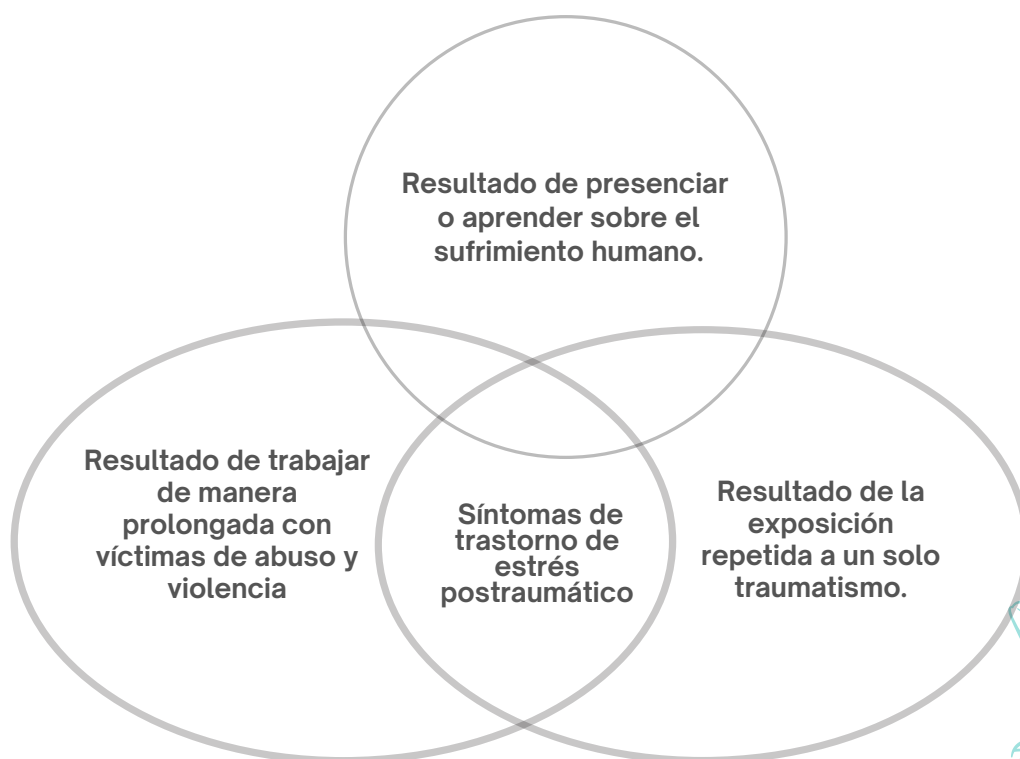 Resultado de presenciar
o aprender sobre el
sufrimiento humano.
Resultado de trabajar
de manera
prolongada con
víctimas de abuso y
violencia
Síntomas de
trastorno de
estrés
postraumático
Resultado de la
exposición
repetida a un solo
traumatismo.